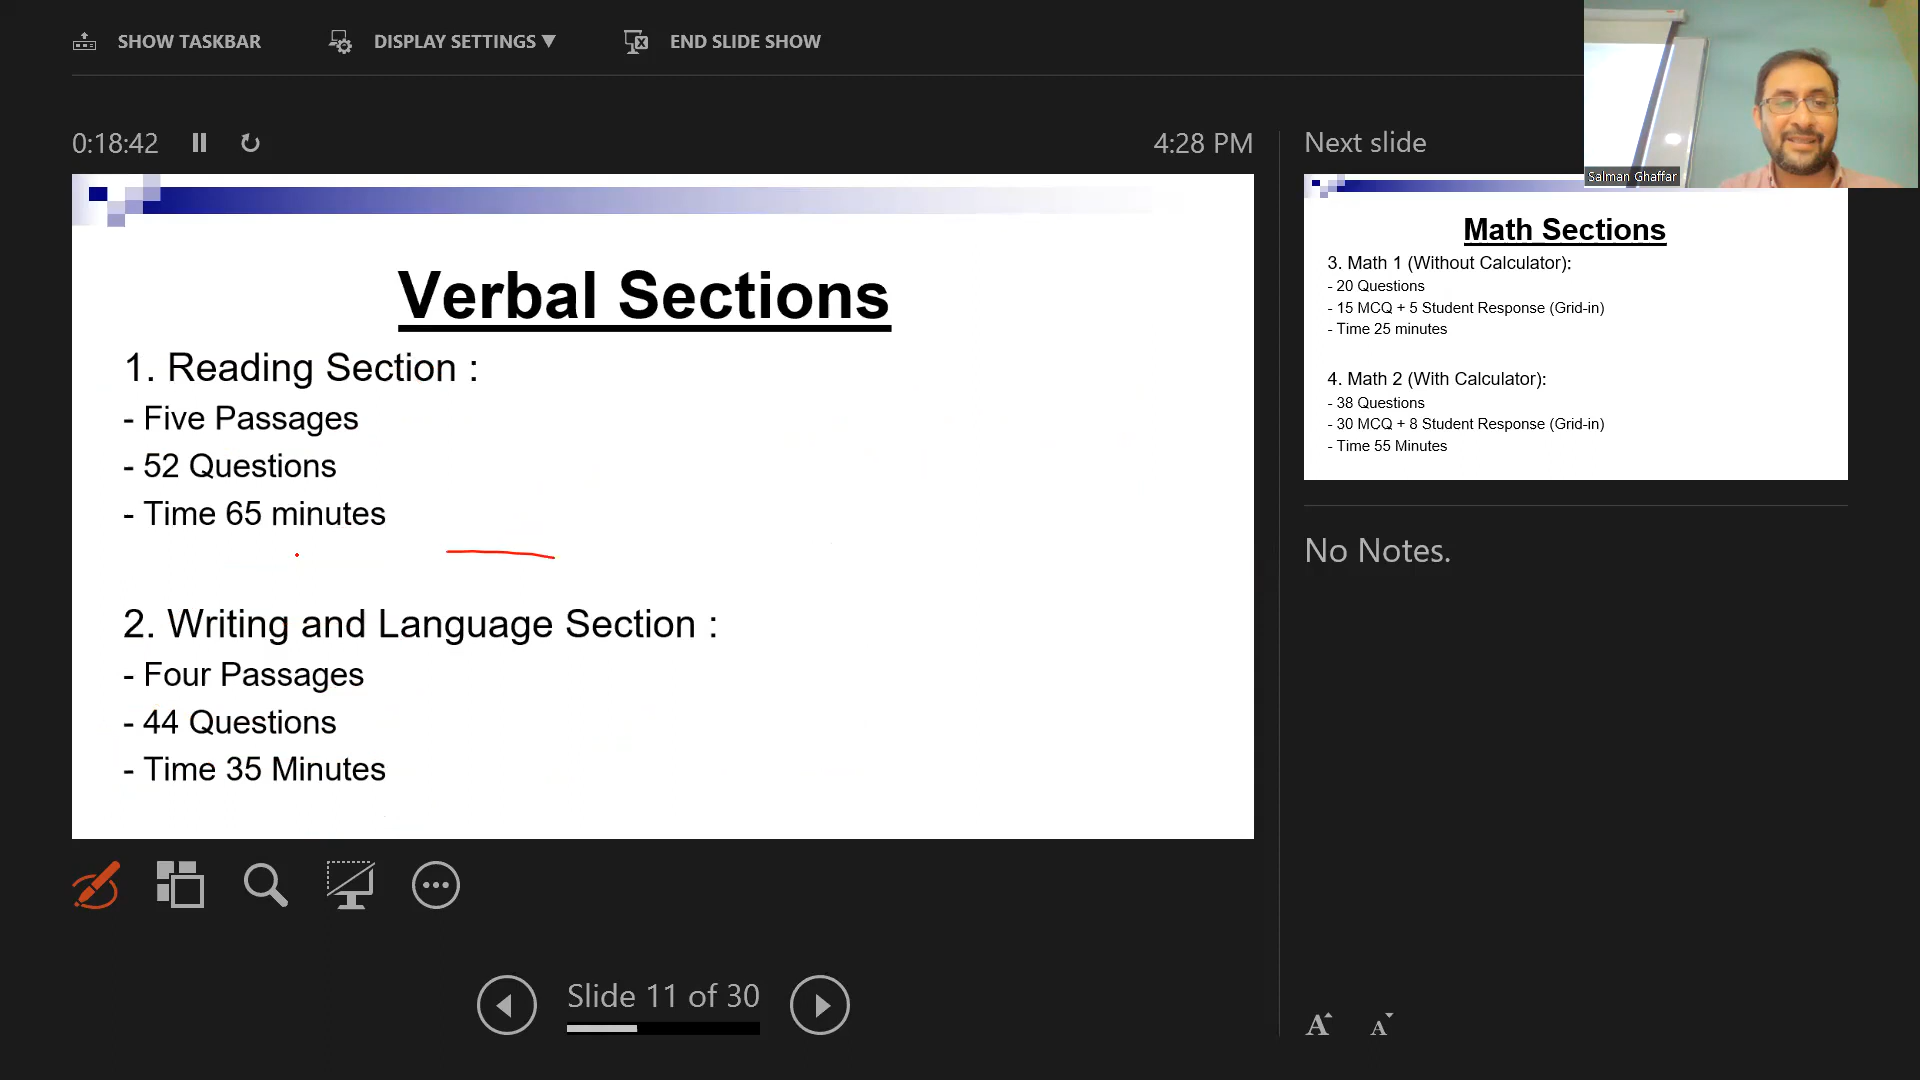 SHOW TASKBAR
DISPLAY SETTINGS ▼
END SLIDE SHOW
Salman Ghaffar
0:18:42
4:28 PM
Verbal Sections
1. Reading Section :
- Five Passages
- 52 Questions
- Time 65 minutes
2. Writing and Language Section :
- Four Passages
- 44 Questions
- Time 35 Minutes
Slide 11 of 30
Next slide
Math Sections
3. Math 1 (Without Calculator):
- 20 Questions
- 15 MCQ + 5 Student Response (Grid-in)
- Time 25 minutes
4. Math 2 (With Calculator):
- 38 Questions
- 30 MCQ + 8 Student Response (Grid-in)
- Time 55 Minutes
No Notes.
A A